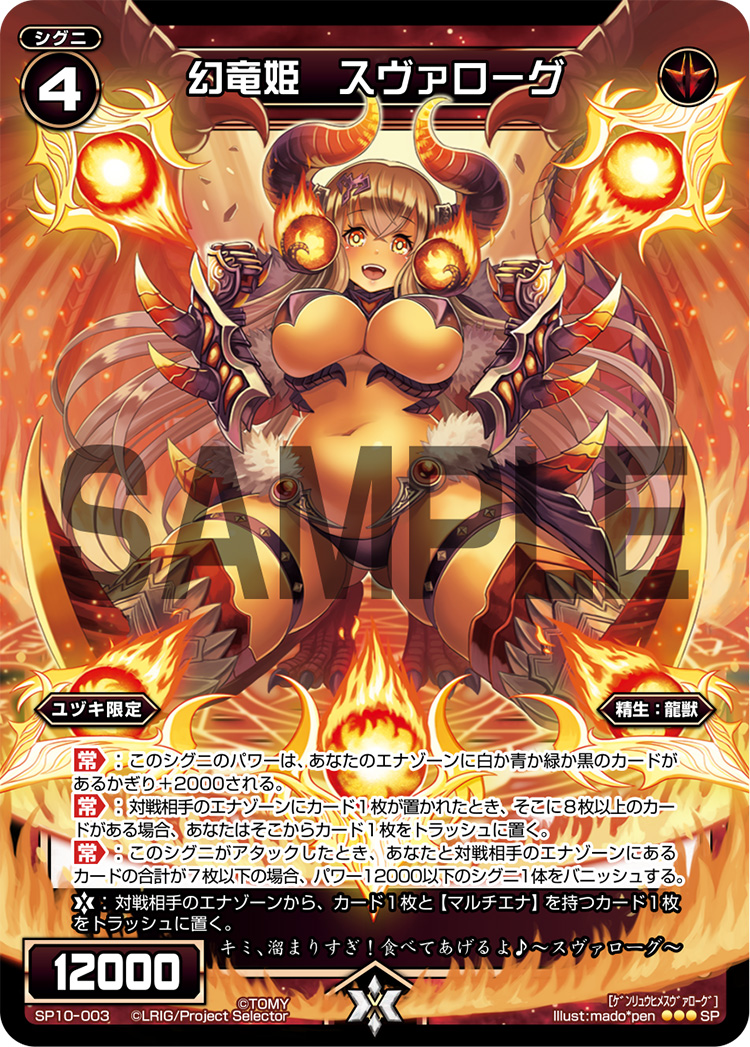 シグニ
4
幻竜姫 スヴァローグ
SAMPLE
ユヅキ限定
精生：龍獣
常：このシグニのパワーは、あなたのエナゾーンに白か青か緑か黒のカードが
あるかぎり＋2000される。
常：対戦相手のエナゾーンにカード1枚が置かれたとき、そこに８枚以上のカー
ドがある場合、あなたはそこからカード1枚をトラッシュに置く。
常：このシグニがアタックしたとき、あなたと対戦相手のエナゾーンにある
カードの合計が７枚以下の場合、パワー12000以下のシグニ1体をバニッシュする。
：対戦相手のエナゾーンから、カード1枚と【マルチエナ】を持つカード1枚
をトラッシュに置く。
キミ、溜まりすぎ！食べてあげるよ♪～スヴァローグ～
12000
©TOMY
SP10-003 ©LRIG/Project Selector
[ｹﾞﾝﾘｭｳﾋﾒｽｳﾞｧﾛｰｸﾞ]
Illust:mado*pen SP